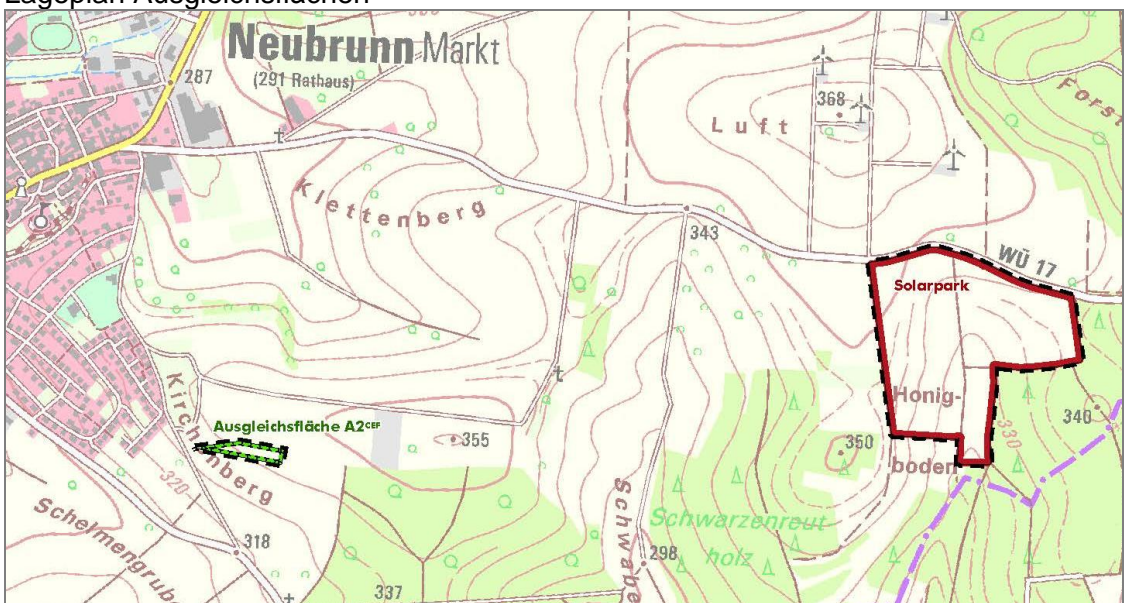 Lageplan Ausgleichsflächen
Neubrunn Markt
(291 Rathaus)
287
368
Luft
Forst
Klettenberg
343
WÜ 17
Solarpark
Honig-
boden
340
330
350
Kirchenberg
Ausgleichsfläche A2CEF
355
320
318
Schelmengrube
337
Schwabe
298
Schwarzenreut
holz